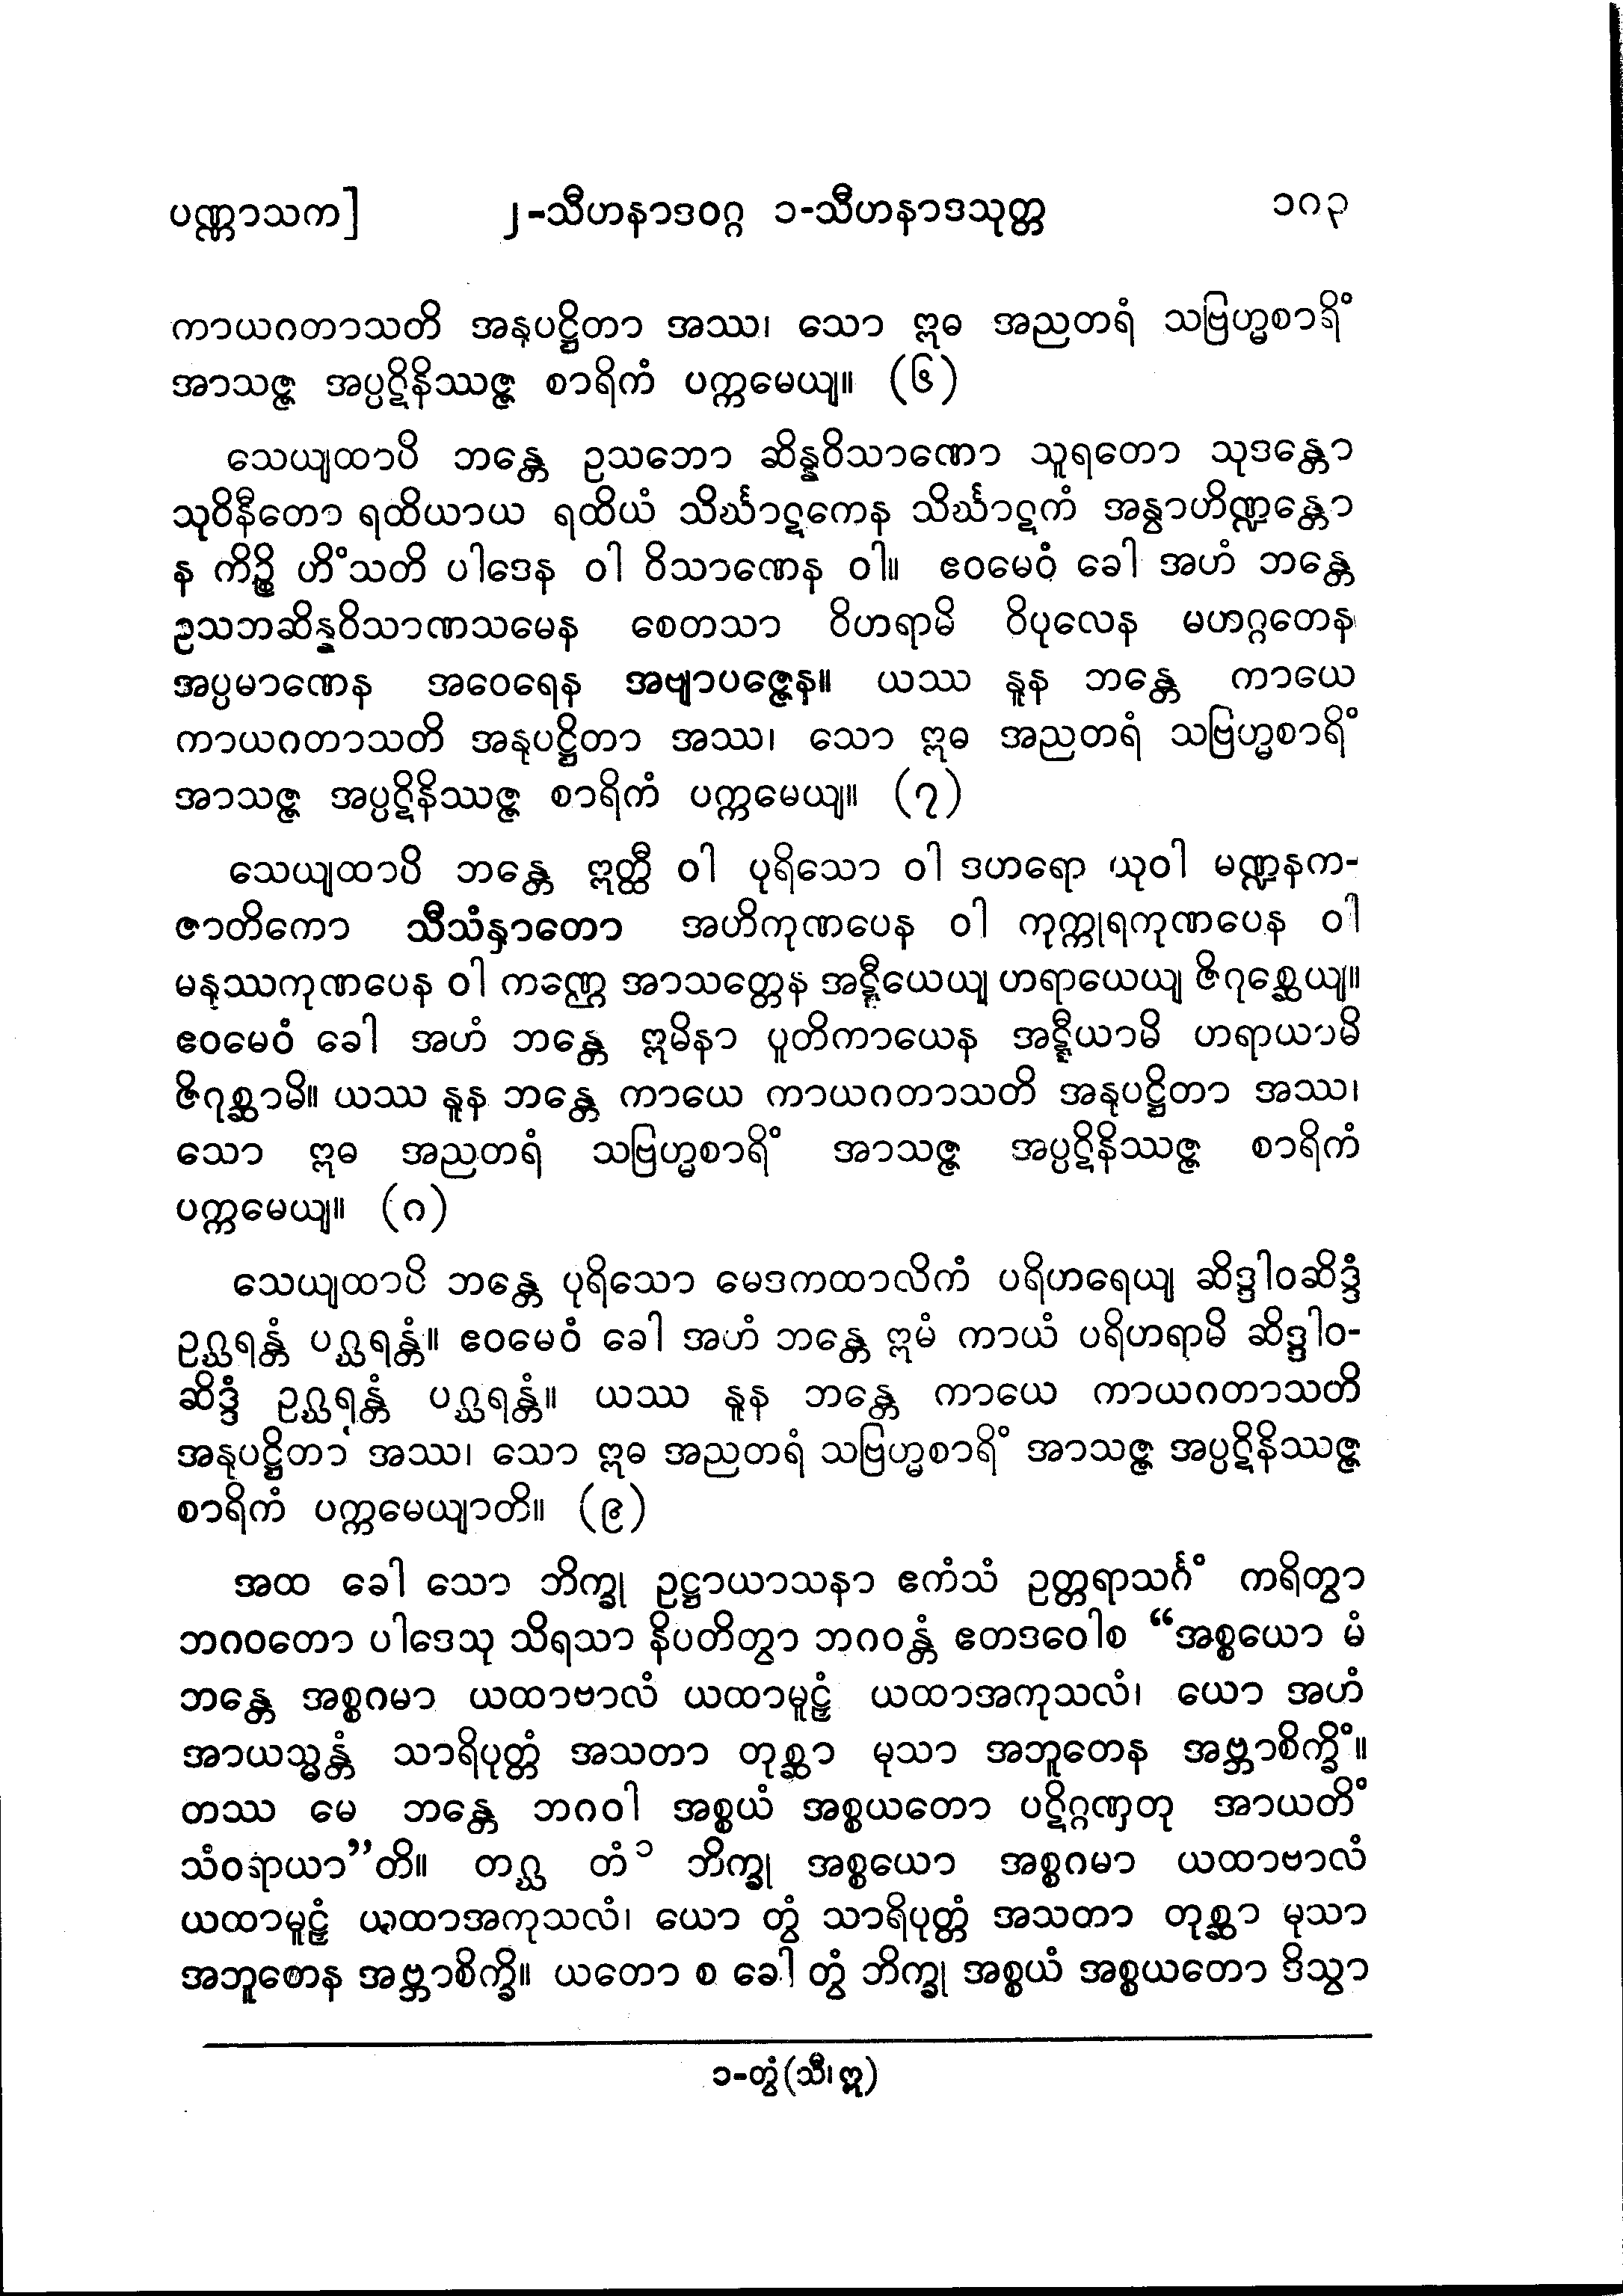 ပဏ္ဏာသက] ၂-သီဟနာဒဝဂ္ဂ ၁-သီဟနာဒသုတ္တ ၁၈၃
ကာယဂတာသတိ အနုပဋ္ဌိတာ အဿ၊ သော ဣဓ အညတရံ သဗြဟ္မစာရိံ
အာသဇ္ဇ အပ္ပဋိနိဿဇ္ဇ စာရိကံ ပက္ကမေယျ။ (၆)
သေယျထာပိ ဘန္တေ ဥသဘော ဆိန္နဝိသာဏော သူရတော သုဒန္တော
သုဝိနီတော ရထိယာယ ရထိယံ သိင်္ဃာဋကေန သိင်္ဃာဋကံ အန္វာဟိဏ္ဍန္တော
န ကိဉ္စိ ဟိံသတိ ပါဒေန ဝါ ဝိသာဏေန ဝါ။ ဧဝမေဝံ ခေါ အဟံ ဘန္တေ
ဥသဘဆိန္နဝိသာဏသမေန စေတသာ ဝိဟရာမိ ဝိပုလေန မဟဂ္ဂတေန
အပ္ပမာဏေန အဝေရေန အဗျာပဇ္ဇေန။ ယဿ နူန ဘန္တေ ကာယေ
ကာယဂတာသတိ အနုပဋ္ဌိတာ အဿ၊ သော ဣဓ အညတရံ သဗြဟ္မစာရိံ
အာသဇ္ဇ အပ္ပဋိနိဿဇ္ဇ စာရိကံ ပက္ကမေယျ။ (၇)
သေယျထာပိ ဘန္တေ ဣတ္ထီ ဝါ ပုရိသော ဝါ ဒဟရော ယုဝါ မဏ္ဍနက-
ဇာတိကော သီသံနှာတော အဟိကုဏပေန ဝါ ကုက္ကုရကုဏပေန ဝါ
မနုဿကုဏပေန ဝါ ကဏ္ဌေ အာသတ္တေန အဋ္ဋီယေယျ ဟရာယေယျ ဇိဂုစ္ဆေယျ။
ဧဝမေဝံ ခေါ အဟံ ဘန္တေ ဣမိနာ ပူတိကာယေန အဋ္ဋီယာမိ ဟရာယာမိ
ဇိဂုစ္ဆာမိ။ ယဿ နူန ဘန္တေ ကာယေ ကာယဂတာသတိ အနုပဋ္ဌိတာ အဿ၊
သော ဣဓ အညတရံ သဗြဟ္မစာရိံ အာသဇ္ဇ အပ္ပဋိနိဿဇ္ဇ စာရိကံ
ပက္ကမေယျ။ (၈)
သေယျထာပိ ဘန္တေ ပုရိသော မေဒကထာလိကံ ပရိဟရေယျ ဆိဒ္ဒါဝဆိဒ္ဒံ
ဥဂ္ဃရန္တံ ပဂ္ဃရန္တံ။ ဧဝမေဝံ ခေါ အဟံ ဘန္တေ ဣမံ ကာယံ ပရိဟရာမိ ဆိဒ္ဒါဝ-
ဆိဒ္ဒံ ဥဂ္ဃရန္တံ ပဂ္ဃရန္တံ။ ယဿ နူန ဘန္တေ ကာယေ ကာယဂတာသတိ
အနုပဋ္ဌိတာ အဿ၊ သော ဣဓ အညတရံ သဗြဟ္မစာရိံ အာသဇ္ဇ အပ္ပဋိနိဿဇ္ဇ
စာရိကံ ပက္ကမေယျာတိ။ (၉)
အထ ခေါ သော ဘိက္ခု ဥဋ္ဌာယာသနာ ဧကံသံ ဥတ္တရာသင်္ဂံ ကရိတွာ
ဘဂဝတော ပါဒေသု သိရသာ နိပတိတွာ ဘဂဝန္တံ ဧတဒဝေါစ “အစ္စယော မံ
ဘန္တေ အစ္စဂမာ ယထာဗာလံ ယထာမူဠှံ ယထာအကုသလံ၊ ယော အဟံ
အာယသ္မန္တံ သာရိပုတ္တံ အသတာ တုစ္ဆာ မုသာ အဘူတေန အဗ္ဘာစိက္ခိံ။
တဿ မေ ဘန္တေ ဘဂဝါ အစ္စယံ အစ္စယတော ပဋိဂ္ဂဏှတု အာယတိံ
သံဝရာယာ”တိ။ တဂ္ဃ တံ ၁ ဘိက္ခု အစ္စယော အစ္စဂမာ ယထာဗာလံ
ယထာမူဠှံ ယထာအကုသလံ၊ ယော တွံ သာရိပုတ္တံ အသတာ တုစ္ဆာ မုသာ
အဘူတေန အဗ္ဘာစိက္ခိ။ ယတော စ ခေါ တွံ ဘိက္ခု အစ္စယံ အစ္စယတော ဒိသွာ
၁-တွံ(သီ၊ဣ)